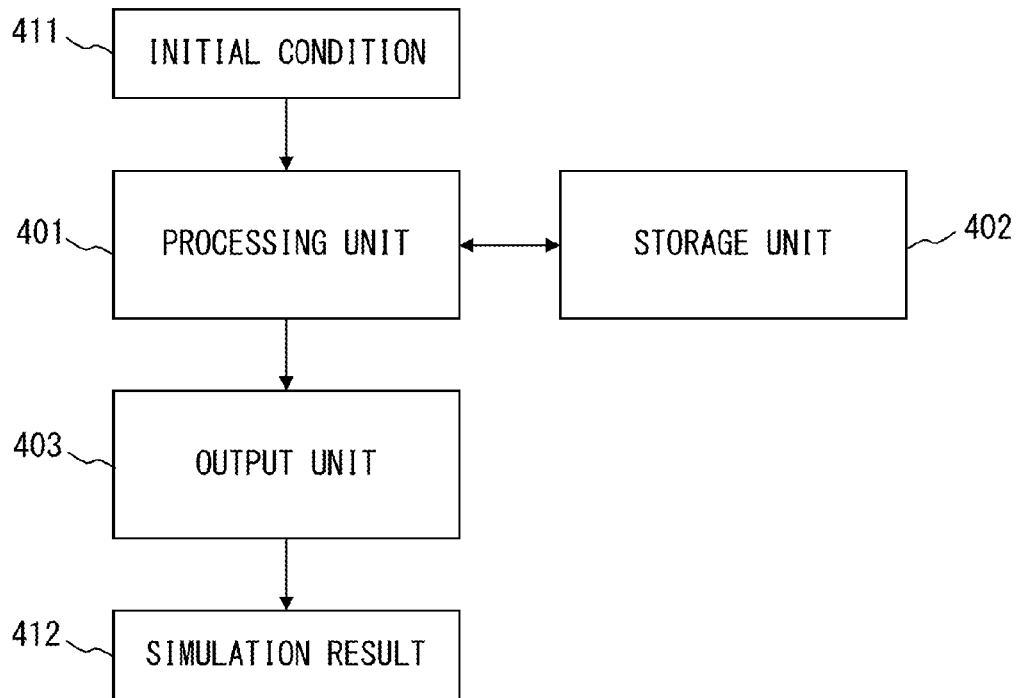 411
INITIAL CONDITION
401
PROCESSING UNIT
STORAGE UNIT
402
403
OUTPUT UNIT
412
SIMULATION RESULT